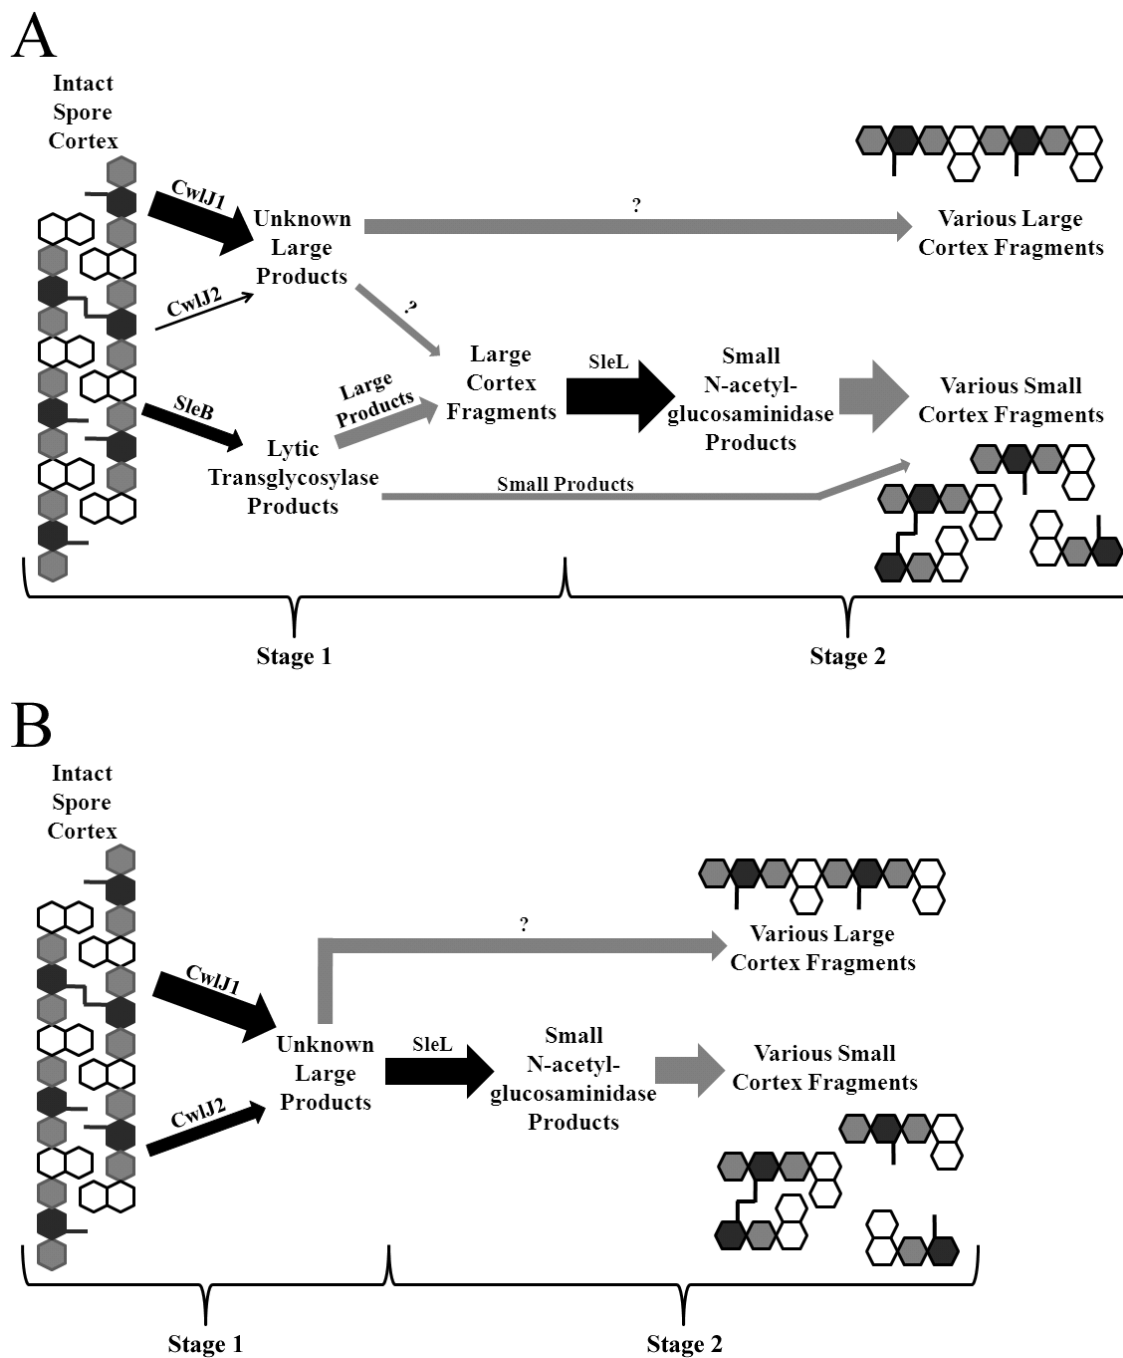 A
Intact
Spore
Cortex
CwlJ1
Unknown
Large
Products
?
Various Large
Cortex Fragments
CwlJ2
?
Large
Cortex
Fragments
SleL
Small
N-acetyl-
glucosaminidase
Products
Various Small
Cortex Fragments
SleB
Large
Products
Lytic
Transglycosylase
Products
Small Products
Stage 1
Stage 2
B
Intact
Spore
Cortex
CwlJ1
?
Various Large
Cortex Fragments
Unknown
Large
Products
SleL
Small
N-acetyl-
glucosaminidase
Products
Various Small
Cortex Fragments
CwlJ2
Stage 1
Stage 2